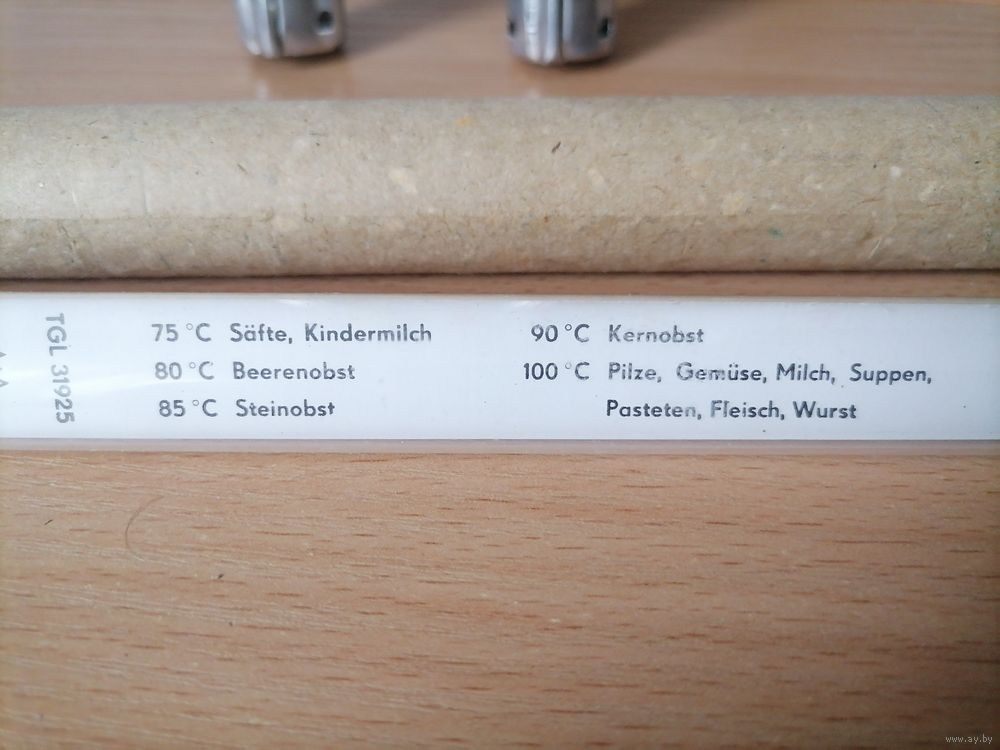 TGL 31925
75 °C Säfte, Kindermilch
80 °C Beerenobst
85 °C Steinobst
90 °C Kernobst
100 °C Pilze, Gemüse, Milch, Suppen,
Pasteten, Fleisch, Wurst
www.ay.by